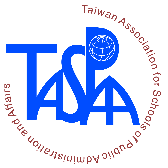 Taiwan Association for Schools of Public Administration and Affairs
TASPAA